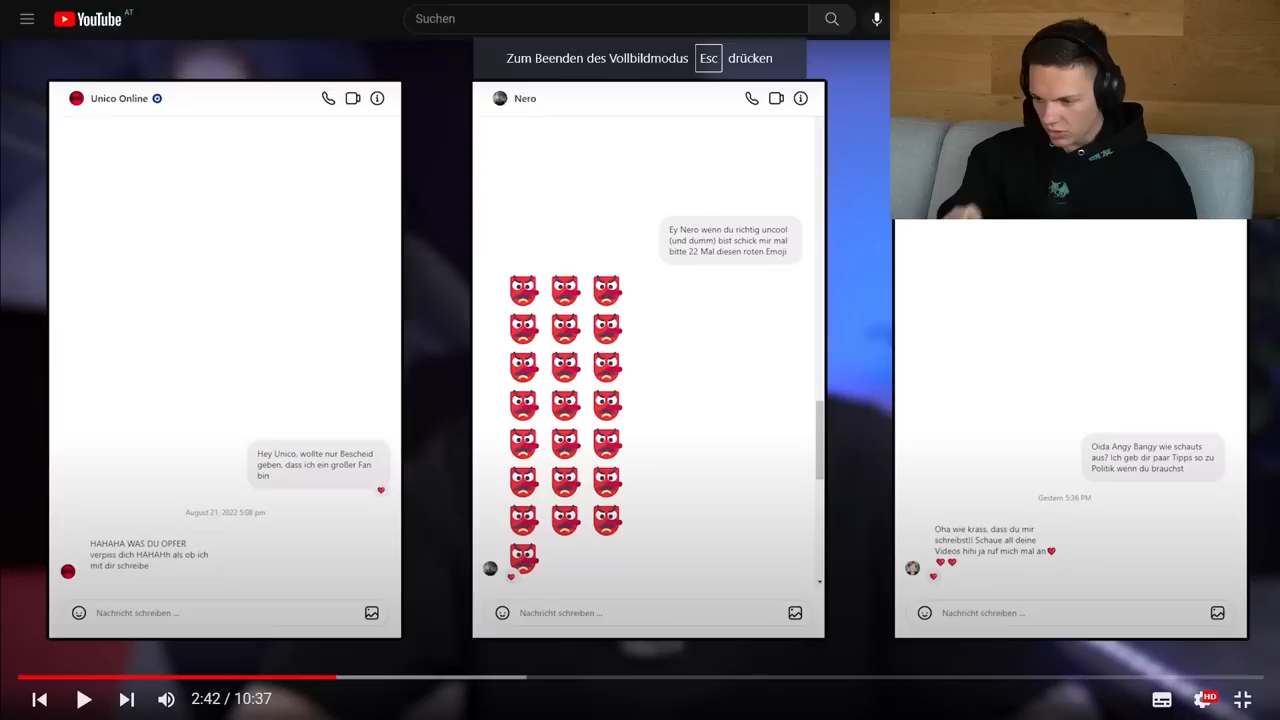 YouTube AT
Suchen
Zum Beenden des Vollbildmodus Esc drücken
Unico Online
Hey Unico, wollte nur Bescheid
geben, dass ich ein großer Fan
bin
August 21, 2022 5:08 pm
HAHAHA WAS DU OPFER
verpiss dich HAHAHh als ob ich
mit dir schreibe
Nachricht schreiben ...
Nero
Ey Nero wenn du richtig uncool
(und dumm) bist schick mir mal
bitte 22 Mal diesen roten Emoji
Nachricht schreiben ...
Oida Angy Bangy wie schauts
aus? Ich geb dir paar Tipps so zu
Politik wenn du brauchst
Gestern 5:36 PM
Oha wie krass, dass du mir
schreibst!! Schaue all deine
Videos hihi ja ruf mich mal an
Nachricht schreiben ...
2:42 / 10:37
HD